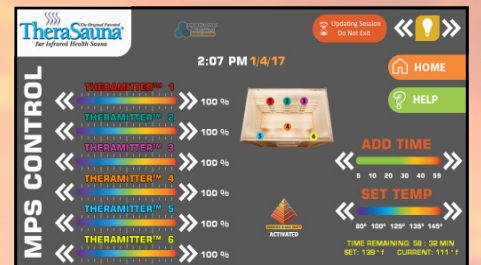 The Original Patented
TheraSauna®
Far Infrared Health Sauna
Updating Session
Do Not Exit
2:07 PM 1/4/17
HOME
HELP
MPS CONTROL
THERAMITTER™ 1
100 %
THERAMITTER™ 2
100 %
THERAMITTER™ 3
100 %
THERAMITTER™ 4
100 %
THERAMITTER™ 5
100 %
THERAMITTER™ 6
100 %
1 2 3
4
5 6
ACTIVATED
ADD TIME
5 10 20 30 40 59
SET TEMP
80° 100° 125° 135° 145°
TIME REMAINING: 58 : 32 MIN
SET: 139 ° f CURRENT: 111 ° f